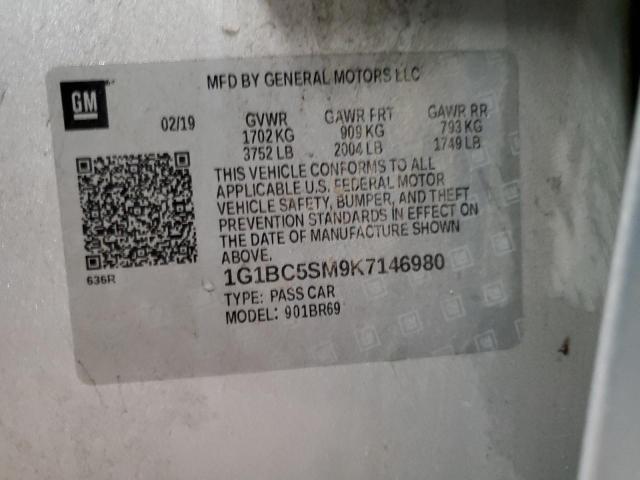 GM
MFD BY GENERAL MOTORS LLC
02/19 GVWR GAWR FRT GAWR RR
1702 KG 909 KG 793 KG
3752 LB 2004 LB 1749 LB
THIS VEHICLE CONFORMS TO ALL
APPLICABLE U.S. FEDERAL MOTOR
VEHICLE SAFETY, BUMPER, AND THEFT
PREVENTION STANDARDS IN EFFECT ON
THE DATE OF MANUFACTURE SHOWN
ABOVE.
636R
1G1BC5SM9K7146980
TYPE: PASS CAR
MODEL: 901BR69